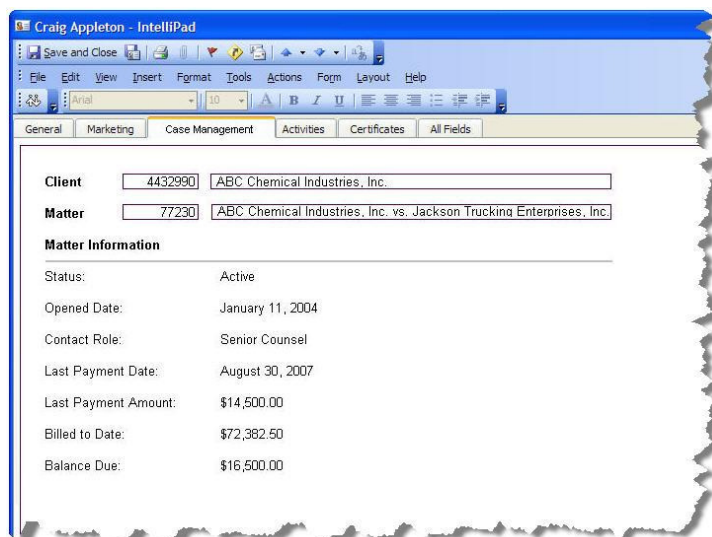 Craig Appleton - IntelliPad
Save and Close
File Edit View Insert Format Tools Actions Form Layout Help
Arial 10 A B I U
General Marketing Case Management Activities Certificates All Fields
Client 4432990 ABC Chemical Industries, Inc.
Matter 77230 ABC Chemical Industries, Inc. vs. Jackson Trucking Enterprises, Inc.
Matter Information
Status: Active
Opened Date: January 11, 2004
Contact Role: Senior Counsel
Last Payment Date: August 30, 2007
Last Payment Amount: $14,500.00
Billed to Date: $72,382.50
Balance Due: $16,500.00